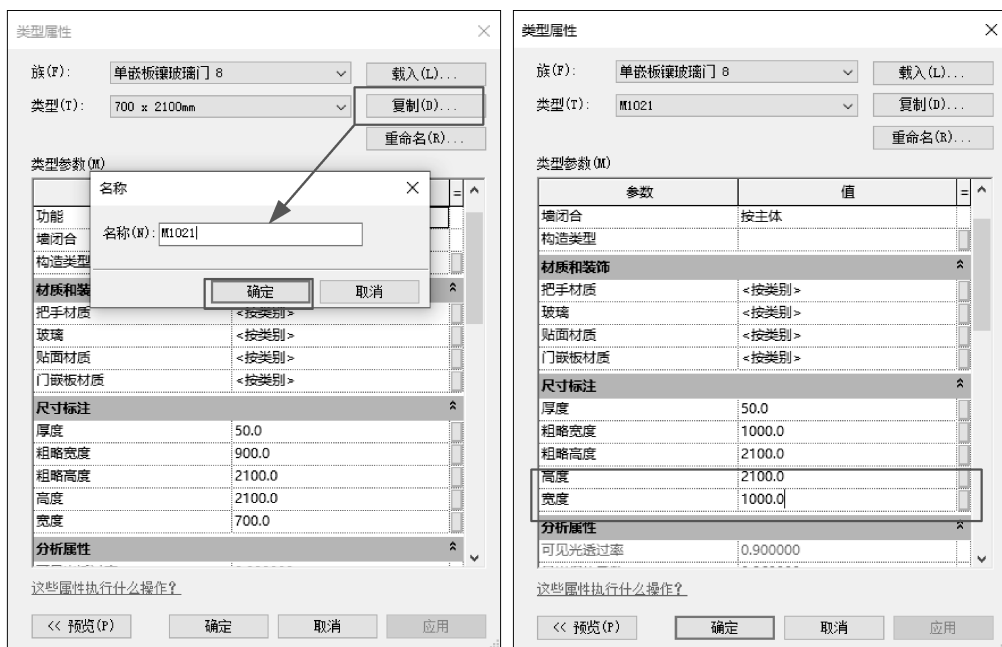 类型属性
族(F): 单嵌板镶玻璃门 8 载入(L)...
类型(T): 700 x 2100mm 复制(D)...
重命名(R)...
类型参数(M)
名称
=
功能
名称(N): M1021
墙闭合
构造类型
确定 取消
材质和装
把手材质 <按类别>
玻璃 <按类别>
贴面材质 <按类别>
门嵌板材质 <按类别>
尺寸标注
厚度 50.0
粗略宽度 900.0
粗略高度 2100.0
高度 2100.0
宽度 700.0
分析属性
这些属性执行什么操作?
<< 预览(P) 确定 取消 应用
类型属性
族(F): 单嵌板镶玻璃门 8 载入(L)...
类型(T): M1021 复制(D)...
重命名(R)...
类型参数(M)
参数 值 =
墙闭合 按主体
构造类型
材质和装饰
把手材质 <按类别>
玻璃 <按类别>
贴面材质 <按类别>
门嵌板材质 <按类别>
尺寸标注
厚度 50.0
粗略宽度 1000.0
粗略高度 2100.0
高度 2100.0
宽度 1000.0
分析属性
可见光透过率 0.900000
这些属性执行什么操作?
<< 预览(P) 确定 取消 应用